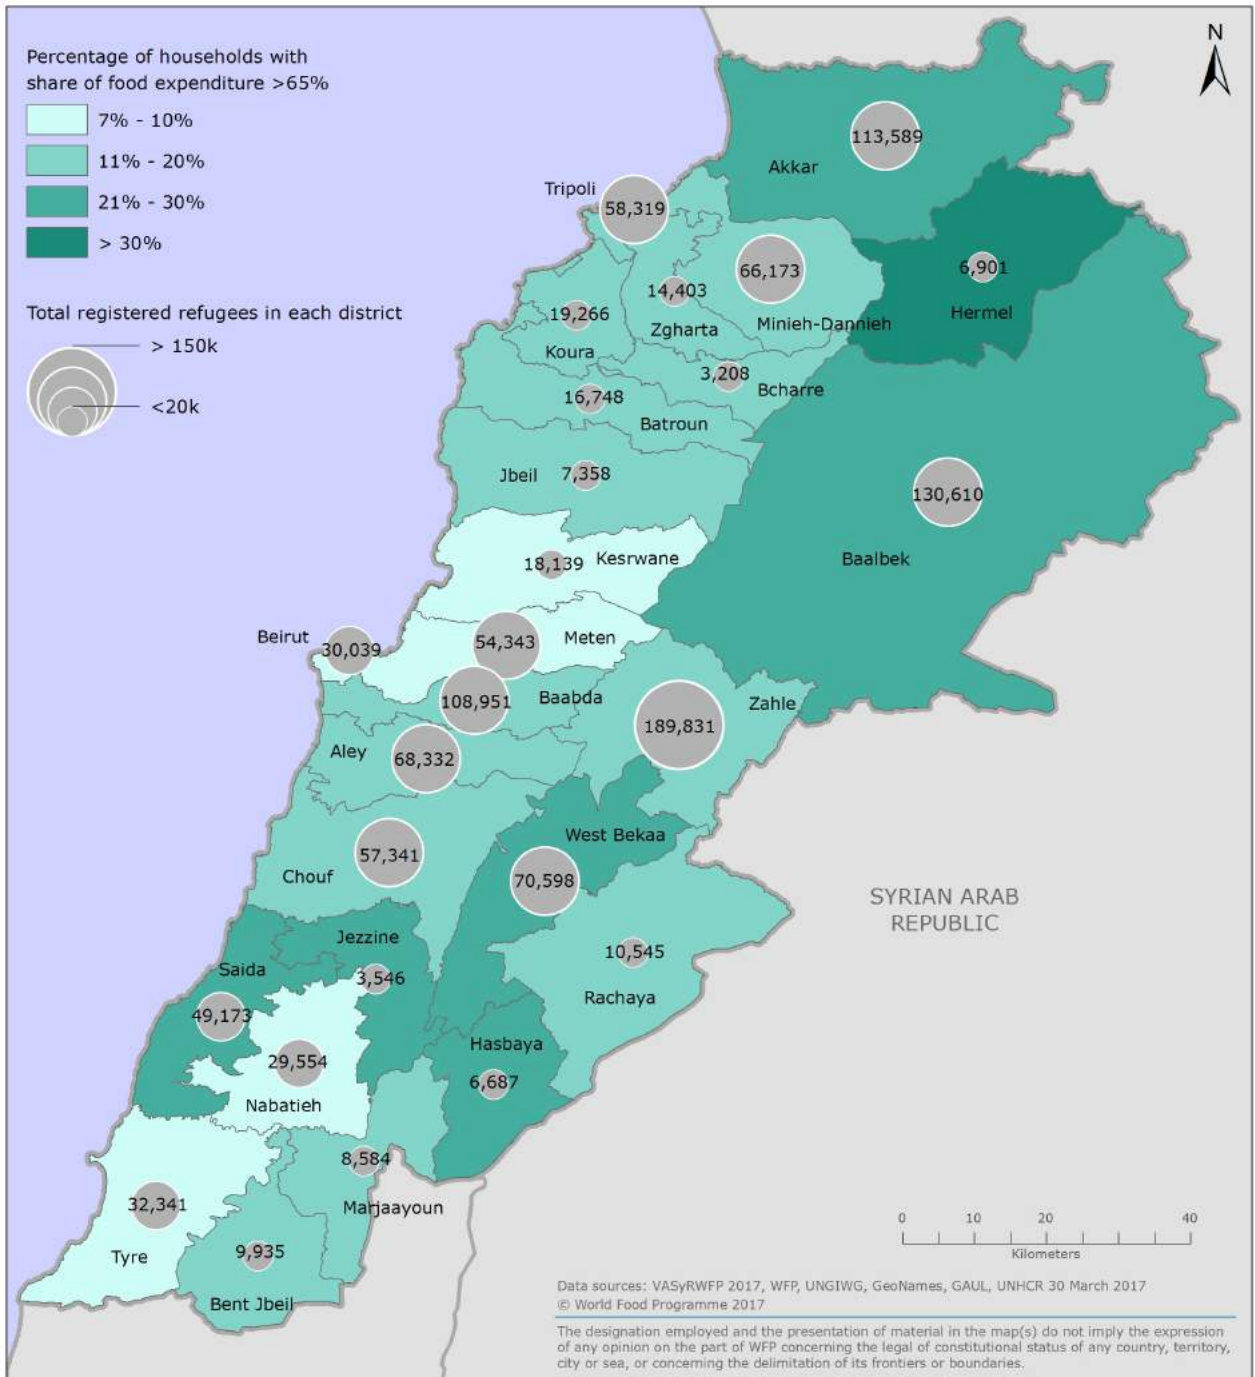 Percentage of households with
share of food expenditure >65%
7% - 10%
11% - 20%
21% - 30%
> 30%
Total registered refugees in each district
> 150k
<20k
N
113,589
Akkar
Tripoli
58,319
66,173
6,901
14,403
Hermel
19,266
Zgharta
Minieh-Dannieh
Koura
3,208
Bcharre
16,748
Batroun
Jbeil
7,358
130,610
Kesrwane
18,139
Baalbek
Beirut
30,039
54,343
Meten
108,951
Baabda
Zahle
189,831
Aley
68,332
West Bekaa
57,341
Chouf
70,598
SYRIAN ARAB
REPUBLIC
Jezzine
10,545
Saida
3,546
Rachaya
49,173
Hasbaya
29,554
6,687
Nabatieh
8,584
32,341
Marjaayoun
Tyre
9,935
Bent Jbeil
0 10 20 40
Kilometers
Data sources: VASyRWFP 2017, WFP, UNGIWG, GeoNames, GAUL, UNHCR 30 March 2017
© World Food Programme 2017
The designation employed and the presentation of material in the map(s) do not imply the expression
of any opinion on the part of WFP concerning the legal of constitutional status of any country, territory,
city or sea, or concerning the delimitation of its frontiers or boundaries.